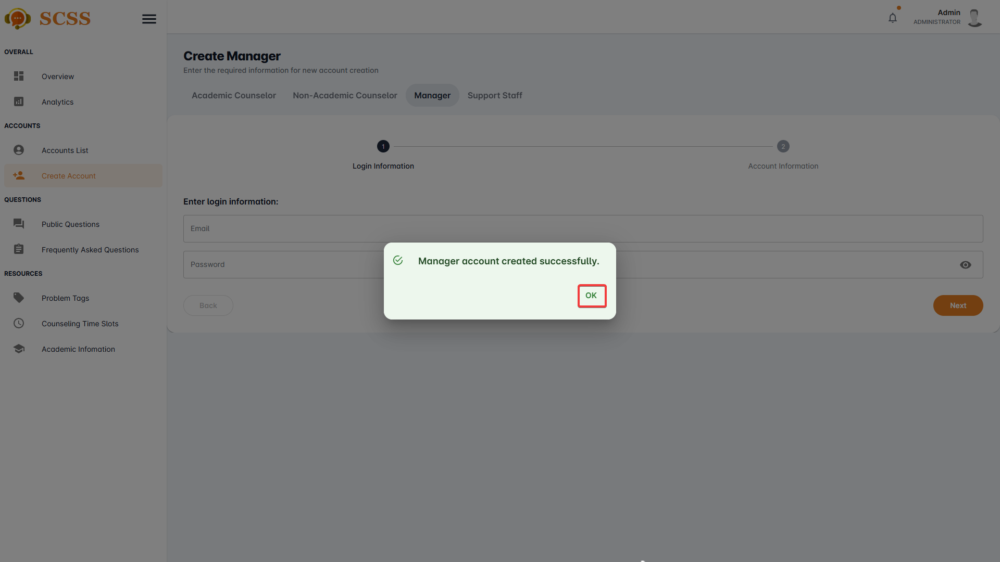 SCSS
Admin
ADMINISTRATOR
OVERALL
Overview
Analytics
ACCOUNTS
Accounts List
Create Account
QUESTIONS
Public Questions
Frequently Asked Questions
RESOURCES
Problem Tags
Counseling Time Slots
Academic Infomation
Create Manager
Enter the required information for new account creation
Academic Counselor Non-Academic Counselor Manager Support Staff
1 2
Login Information Account Information
Enter login information:
Email
Password
Manager account created successfully.
OK
Back Next